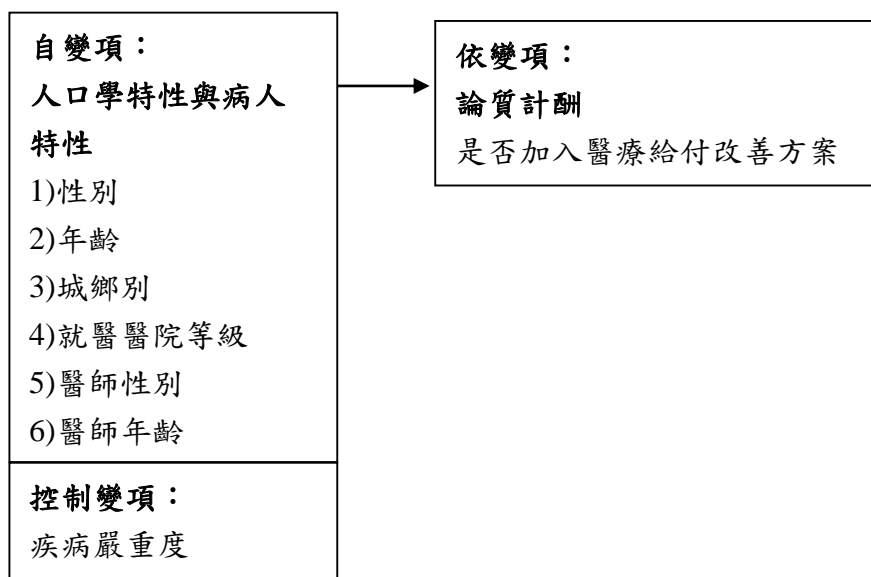 自變項：
人口學特性與病人
特性
1)性別
2)年齡
3)城鄉別
4)就醫醫院等級
5)醫師性別
6)醫師年齡
控制變項：
疾病嚴重度
依變項：
論質計酬
是否加入醫療給付改善方案